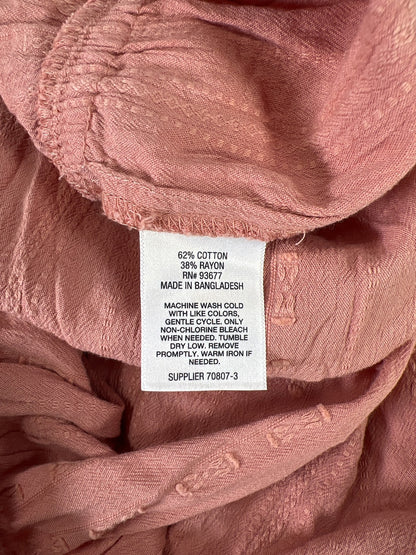 62% COTTON
38% RAYON
RN# 93677
MADE IN BANGLADESH
MACHINE WASH COLD
WITH LIKE COLORS,
GENTLE CYCLE. ONLY
NON-CHLORINE BLEACH
WHEN NEEDED. TUMBLE
DRY LOW. REMOVE
PROMPTLY. WARM IRON IF
NEEDED.
SUPPLIER 70807-3